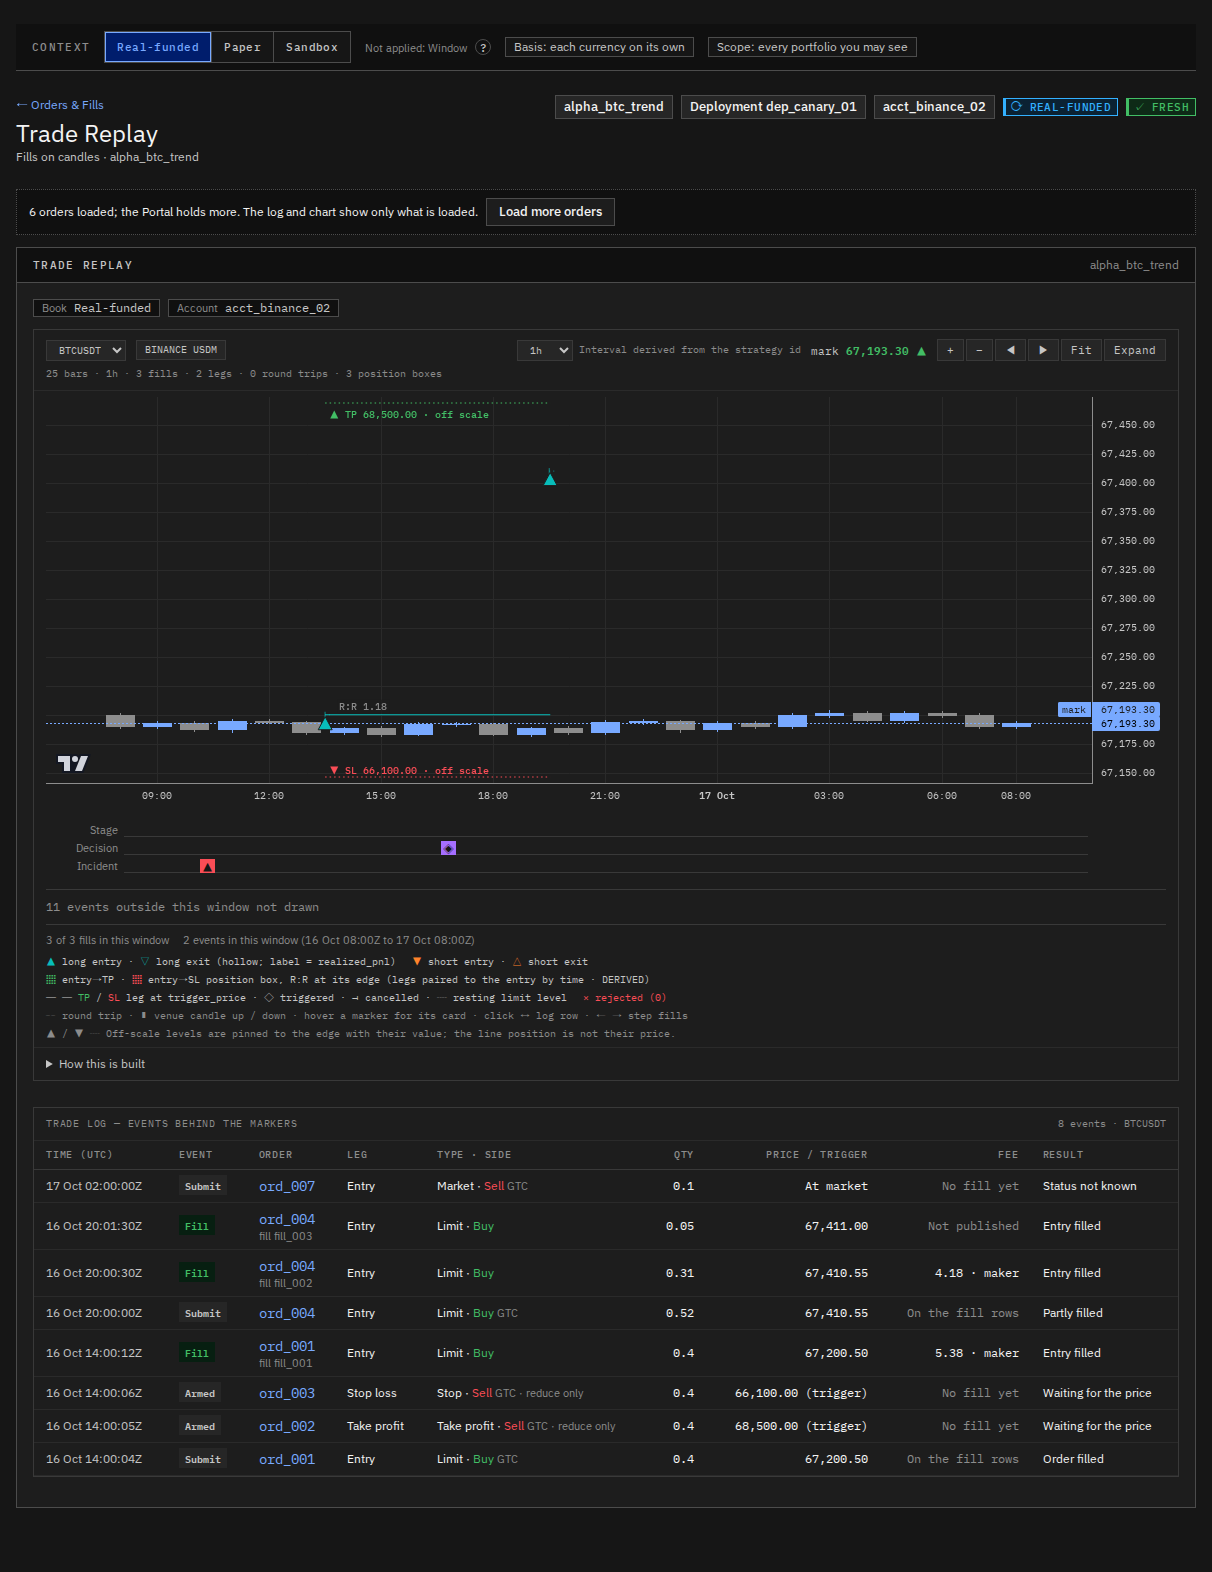 CONTEXT Real-funded Paper Sandbox Not applied: Window ? Basis: each currency on its own Scope: every portfolio you may see
← Orders & Fills
alpha_btc_trend Deployment dep_canary_01 acct_binance_02 REAL-FUNDED ✓ FRESH
Trade Replay
Fills on candles · alpha_btc_trend
6 orders loaded; the Portal holds more. The log and chart show only what is loaded. Load more orders
TRADE REPLAY alpha_btc_trend
Book Real-funded Account acct_binance_02
BTCUSDT BINANCE USDM 1h Interval derived from the strategy id mark 67,193.30 ▲ + − ◀ ▶ Fit Expand
25 bars · 1h · 3 fills · 2 legs · 0 round trips · 3 position boxes
▲ TP 68,500.00 · off scale
67,450.00
67,425.00
67,400.00
67,375.00
67,350.00
67,325.00
67,300.00
67,275.00
67,250.00
67,225.00
R:R 1.18
mark 67,193.30
67,193.30
67,175.00
▼ SL 66,100.00 · off scale
67,150.00
09:00 12:00 15:00 18:00 21:00 17 Oct 03:00 06:00 08:00
Stage
Decision
Incident
11 events outside this window not drawn
3 of 3 fills in this window 2 events in this window (16 Oct 08:00Z to 17 Oct 08:00Z)
▲ long entry · ▽ long exit (hollow; label = realized_pnl) ▼ short entry · △ short exit
▦ entry→TP · ▦ entry→SL position box, R:R at its edge (legs paired to the entry by time · DERIVED)
— — TP / SL leg at trigger_price · ◇ triggered · ⊣ cancelled · ┈ resting limit level × rejected (0)
┈ round trip · ▮ venue candle up / down · hover a marker for its card · click ↔ log row · ← → step fills
▲ / ▼ ┈ Off-scale levels are pinned to the edge with their value; the line position is not their price.
▶ How this is built
TRADE LOG — EVENTS BEHIND THE MARKERS 8 events · BTCUSDT
TIME (UTC) EVENT ORDER LEG TYPE · SIDE QTY PRICE / TRIGGER FEE RESULT
17 Oct 02:00:00Z Submit ord_007 Entry Market · Sell GTC 0.1 At market No fill yet Status not known
16 Oct 20:01:30Z Fill ord_004 Entry Limit · Buy 0.05 67,411.00 Not published Entry filled
fill fill_003
16 Oct 20:00:30Z Fill ord_004 Entry Limit · Buy 0.31 67,410.55 4.18 · maker Entry filled
fill fill_002
16 Oct 20:00:00Z Submit ord_004 Entry Limit · Buy GTC 0.52 67,410.55 On the fill rows Partly filled
16 Oct 14:00:12Z Fill ord_001 Entry Limit · Buy 0.4 67,200.50 5.38 · maker Entry filled
fill fill_001
16 Oct 14:00:06Z Armed ord_003 Stop loss Stop · Sell GTC · reduce only 0.4 66,100.00 (trigger) No fill yet Waiting for the price
16 Oct 14:00:05Z Armed ord_002 Take profit Take profit · Sell GTC · reduce only 0.4 68,500.00 (trigger) No fill yet Waiting for the price
16 Oct 14:00:04Z Submit ord_001 Entry Limit · Buy GTC 0.4 67,200.50 On the fill rows Order filled